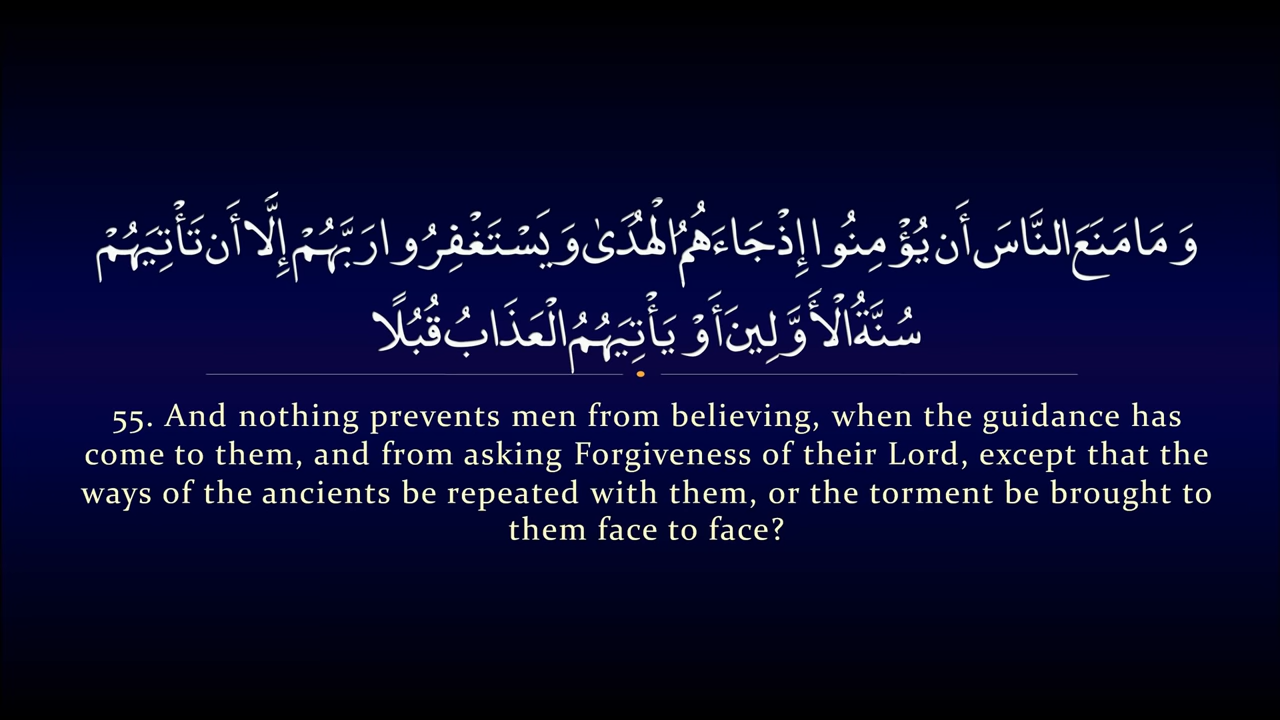 وَمَا مَنَعَ النَّاسَ أَن يُؤْمِنُوا إِذْ جَاءَهُمُ الْهُدَىٰ وَيَسْتَغْفِرُوا رَبَّهُمْ إِلَّا أَن تَأْتِيَهُمْ
سُنَّةُ الْأَوَّلِينَ أَوْ يَأْتِيَهُمُ الْعَذَابُ قُبُلًا
55. And nothing prevents men from believing, when the guidance has
come to them, and from asking Forgiveness of their Lord, except that the
ways of the ancients be repeated with them, or the torment be brought to
them face to face?